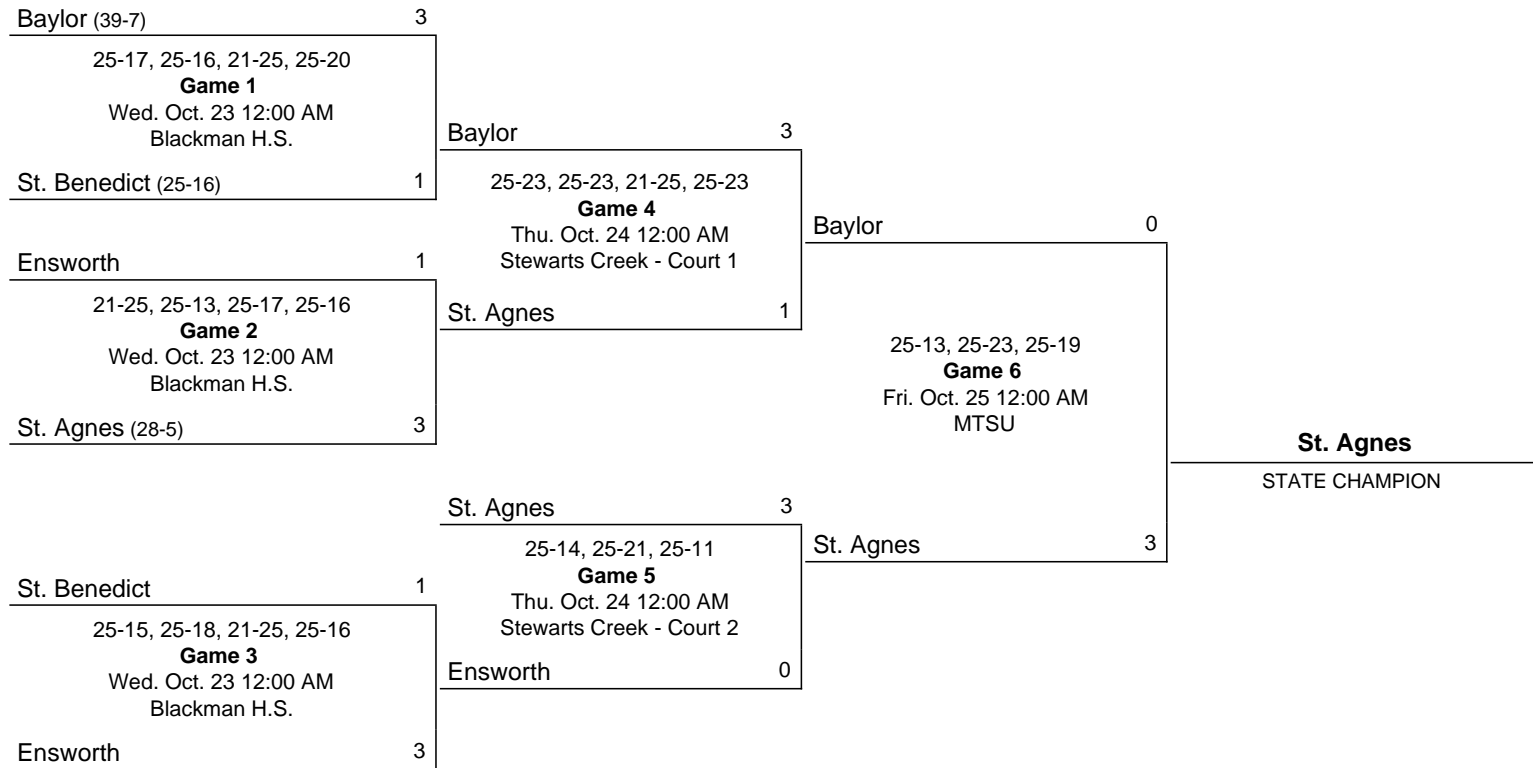 Baylor (39-7) 3
25-17, 25-16, 21-25, 25-20
Game 1
Wed. Oct. 23 12:00 AM
Blackman H.S.
St. Benedict (25-16) 1
Ensworth 1
21-25, 25-13, 25-17, 25-16
Game 2
Wed. Oct. 23 12:00 AM
Blackman H.S.
St. Agnes (28-5) 3
St. Benedict 1
25-15, 25-18, 21-25, 25-16
Game 3
Wed. Oct. 23 12:00 AM
Blackman H.S.
Ensworth 3
Baylor 3
25-23, 25-23, 21-25, 25-23
Game 4
Thu. Oct. 24 12:00 AM
Stewarts Creek - Court 1
St. Agnes 1
St. Agnes 3
25-14, 25-21, 25-11
Game 5
Thu. Oct. 24 12:00 AM
Stewarts Creek - Court 2
Ensworth 0
Baylor 0
25-13, 25-23, 25-19
Game 6
Fri. Oct. 25 12:00 AM
MTSU
St. Agnes 3
St. Agnes
STATE CHAMPION